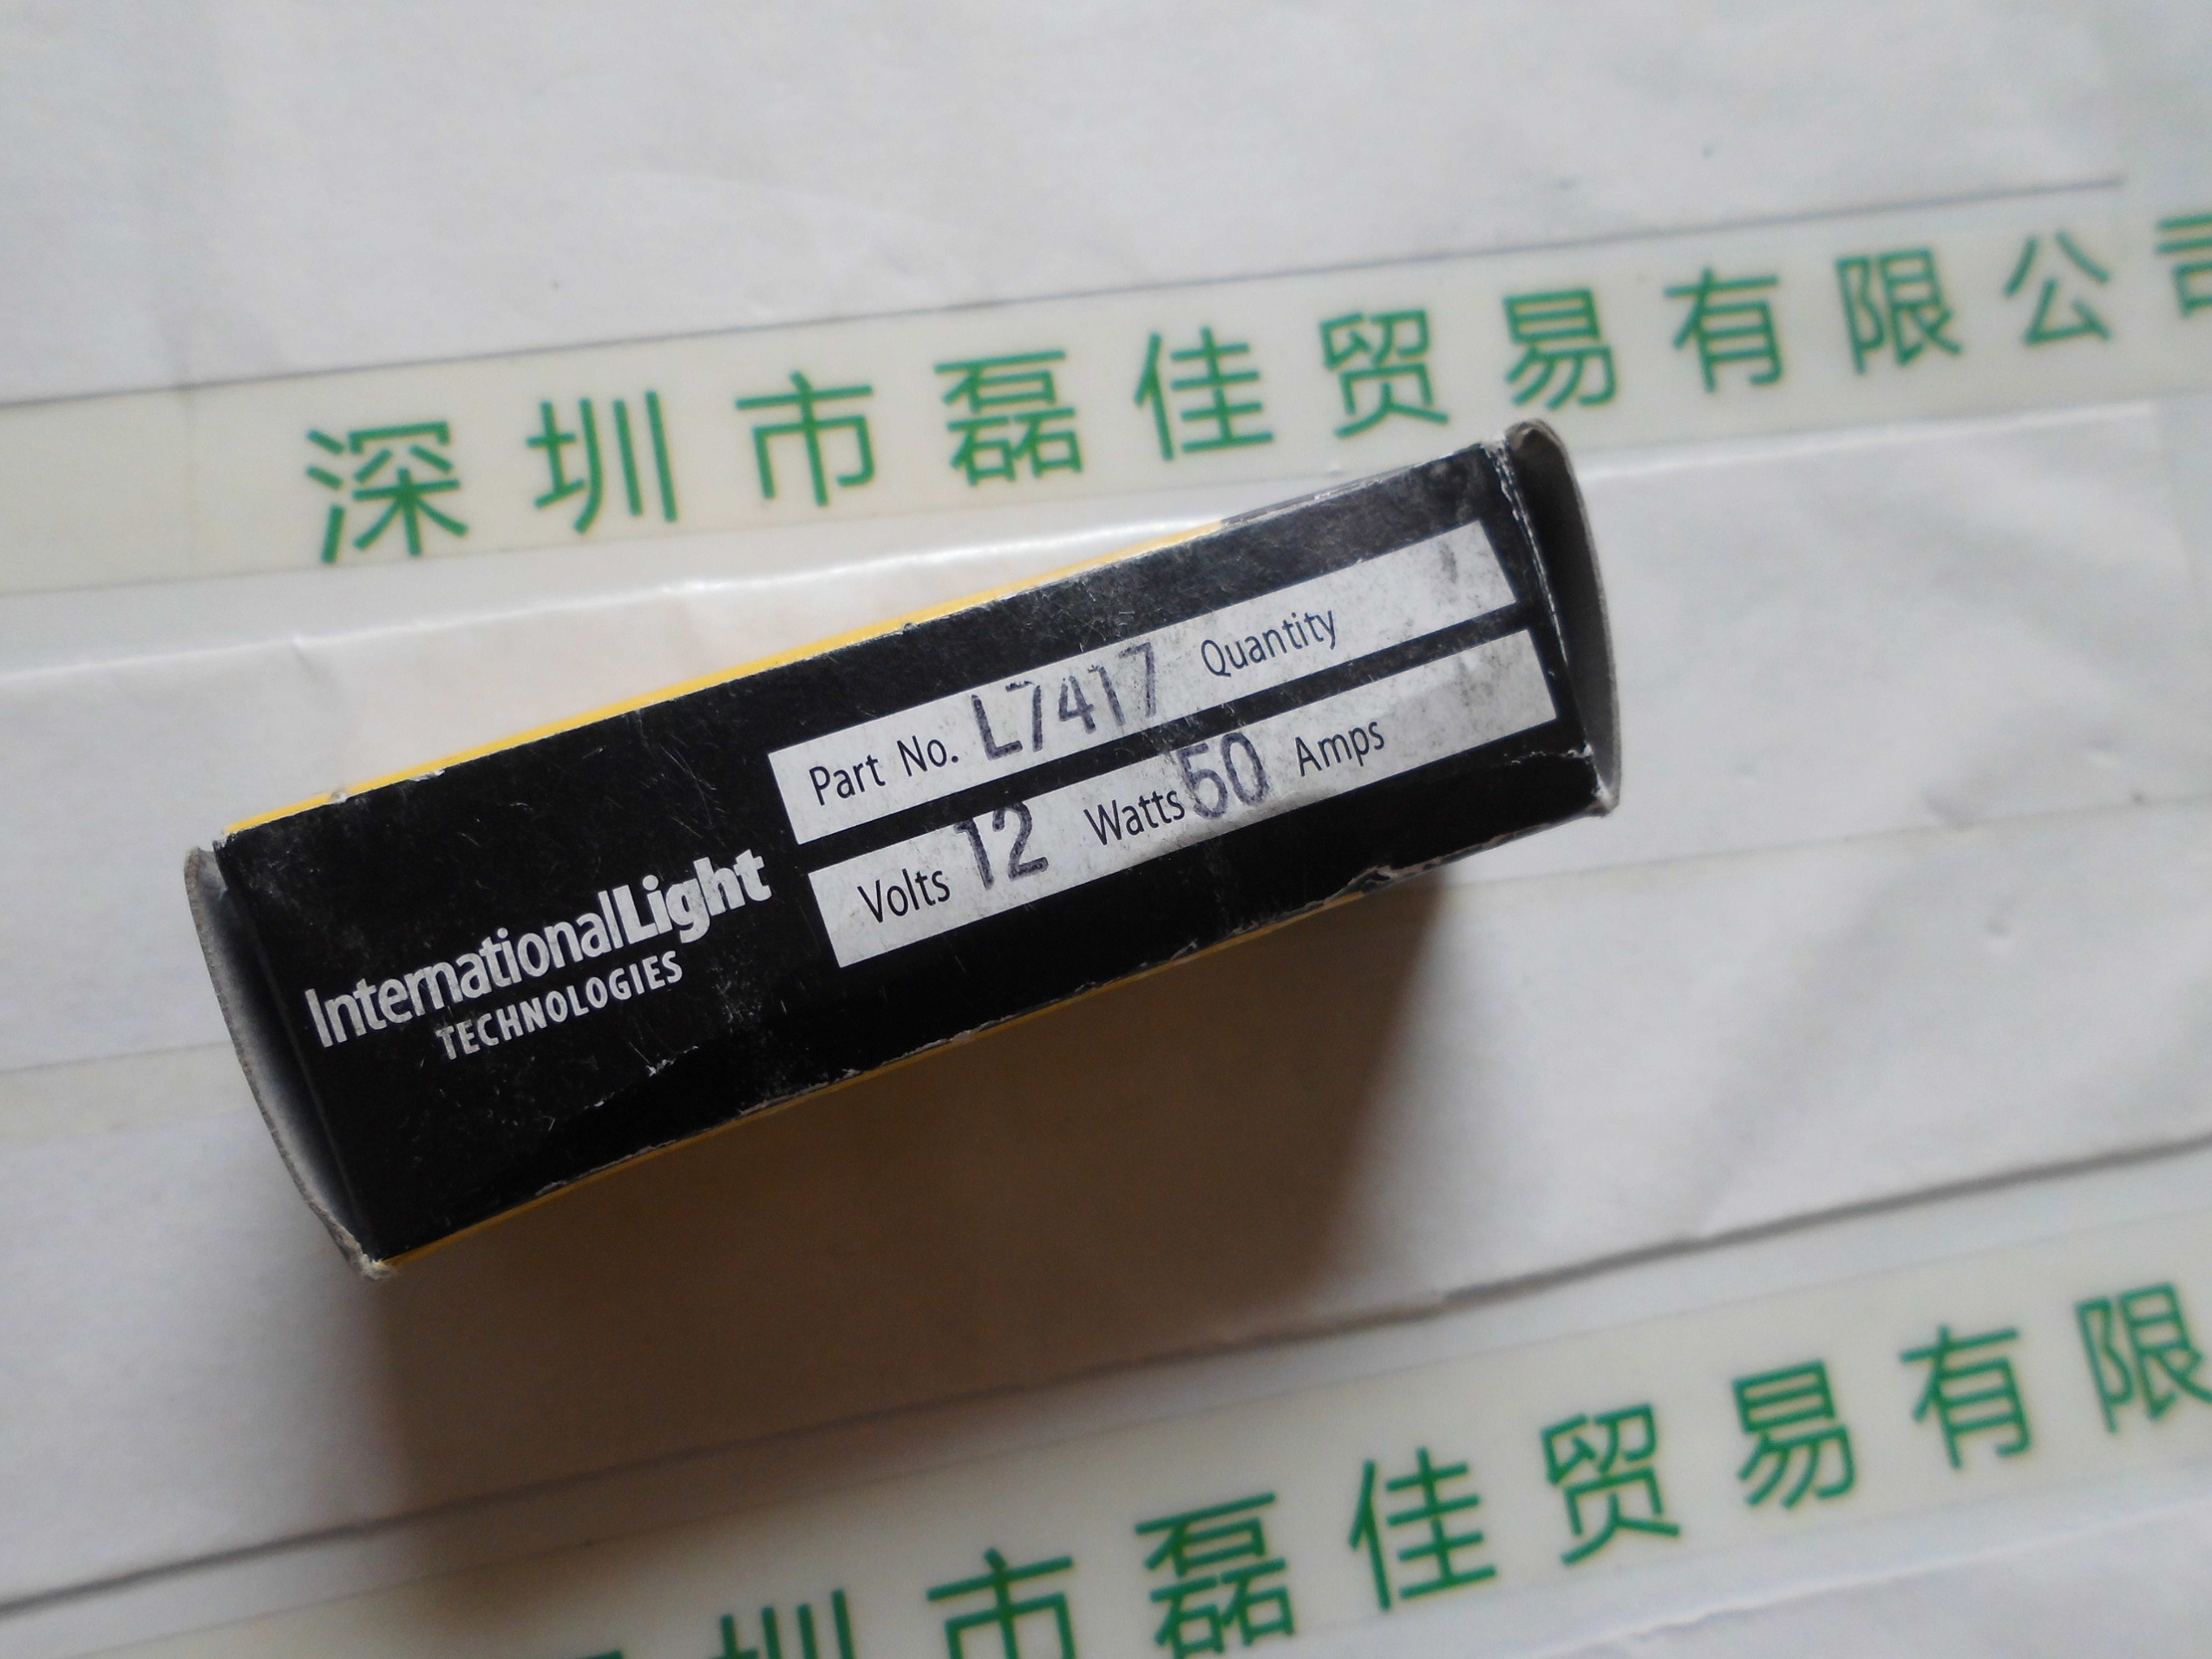 深圳市磊佳贸易有限公司
Part No. L7417 Quantity
Volts 12 Watts 50 Amps
InternationalLight
TECHNOLOGIES
圳市磊佳贸易有限